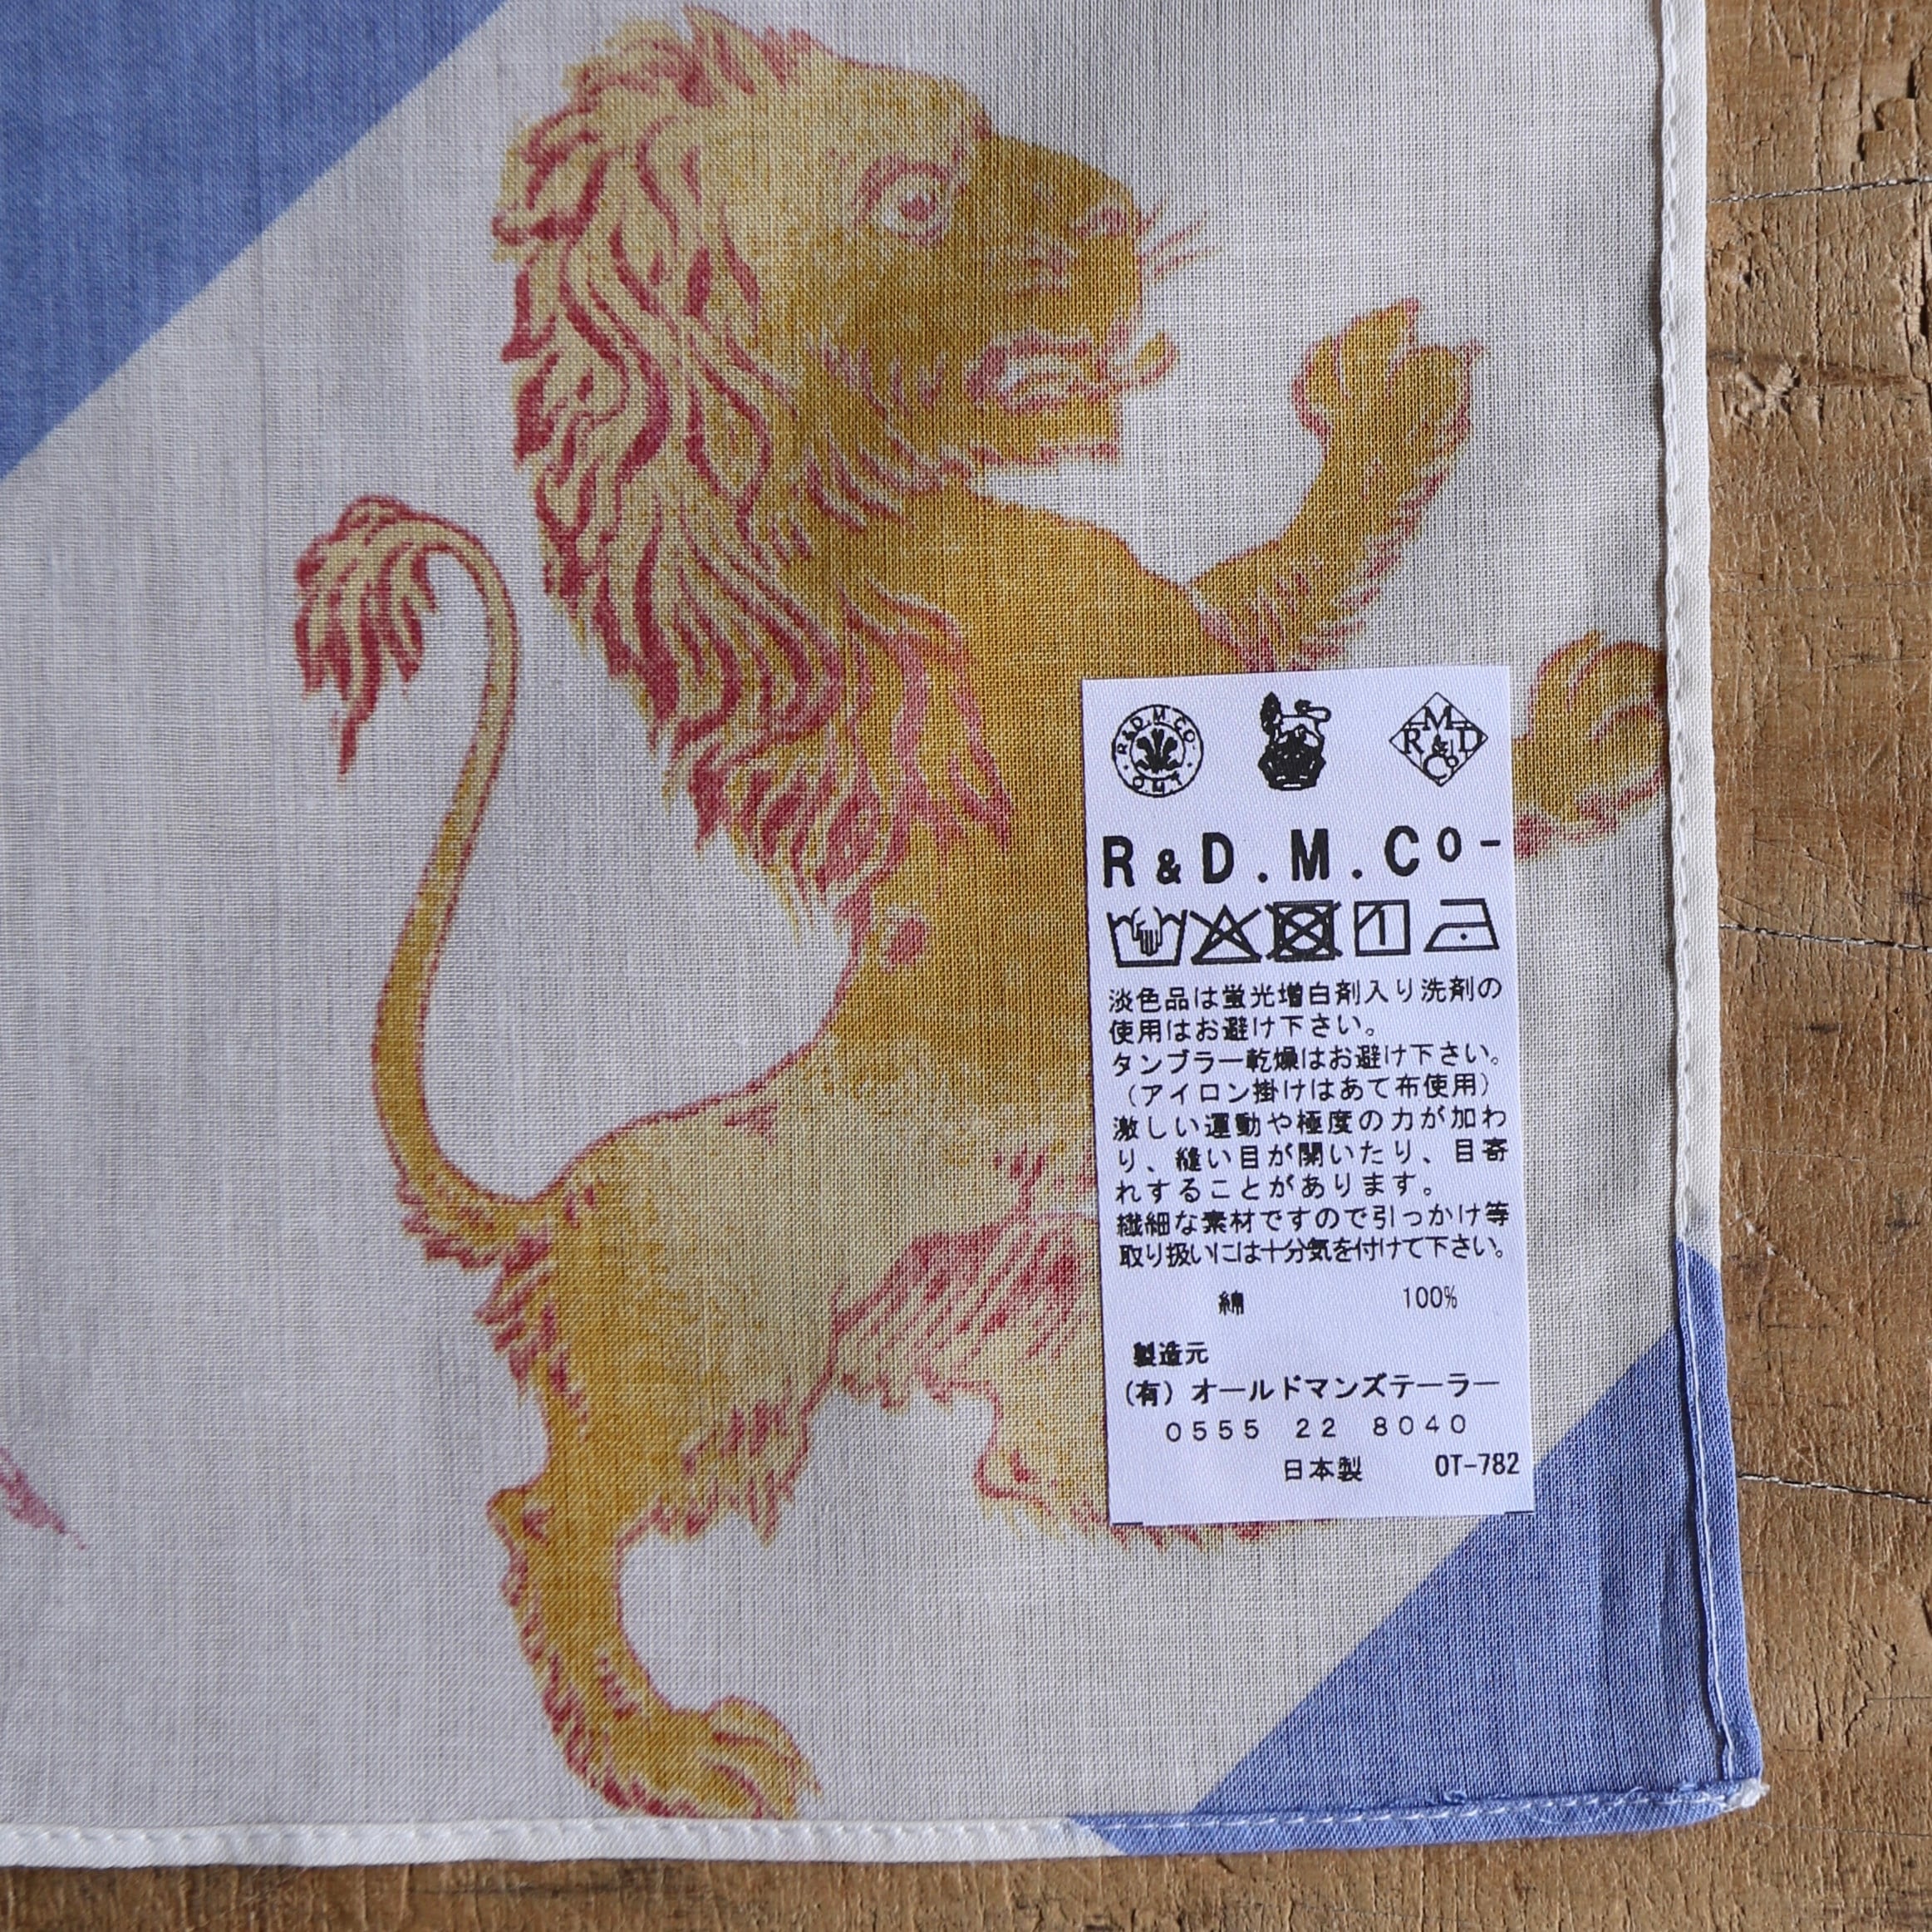 R&D.M.CO.
O.M.T.
M
R&D
Co
R&D.M.Co-
淡色品は蛍光増白剤入り洗剤の
使用はお避け下さい。
タンブラー乾燥はお避け下さい。
(アイロン掛けはあて布使用)
激しい運動や極度の力が加わ
り、縫い目が開いたり、目寄
れすることがあります。
繊細な素材ですので引っかけ等
取り扱いには十分気を付けて下さい。
綿 100%
製造元
(有)オールドマンズテーラー
0555 22 8040
日本製 OT-782